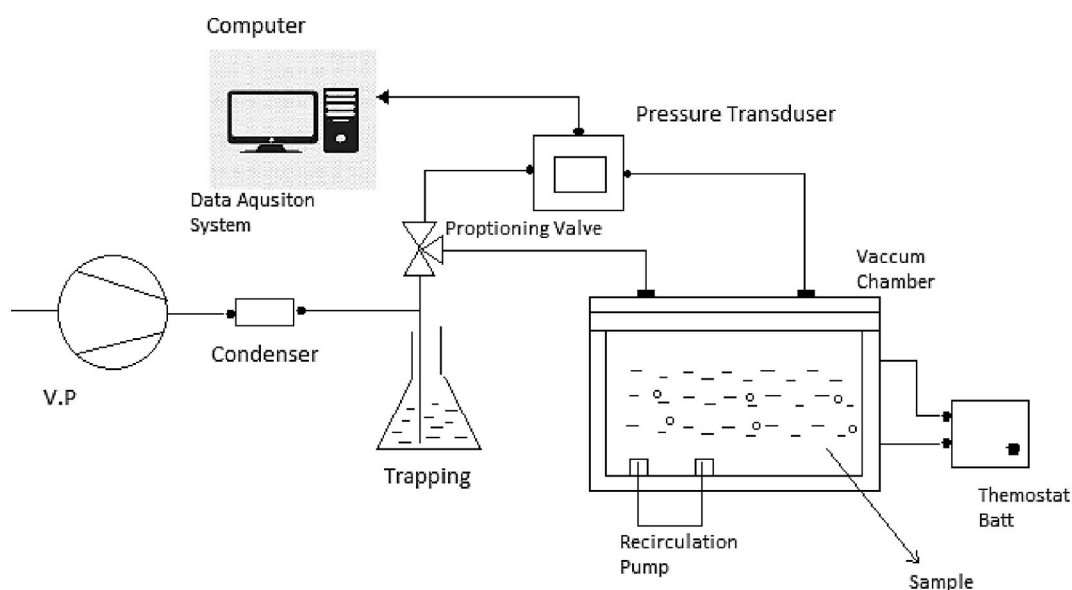 Computer
Pressure Transduser
Data Aqusiton
System
Proptioning Valve
Vaccum
Chamber
Condenser
V.P
Trapping
Themostat
Batt
Recirculation
Pump
Sample